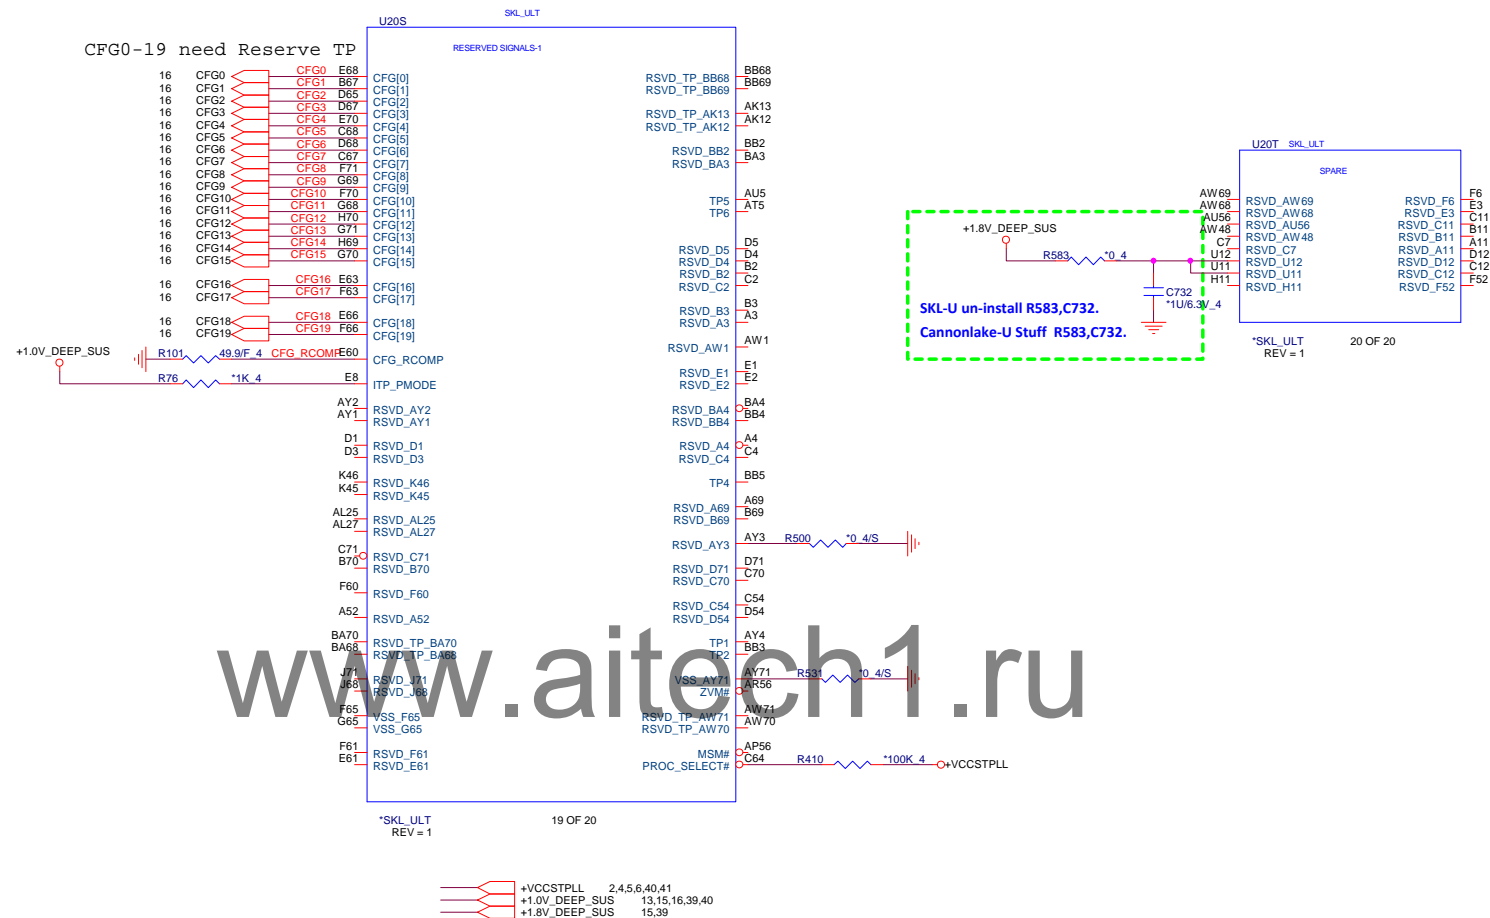 U20S SKL_ULT
RESERVED SIGNALS-1
CFG0-19 need Reserve TP
16 CFG0 CFG0 E68 CFG[0]
16 CFG1 CFG1 B67 CFG[1]
16 CFG2 CFG2 D65 CFG[2]
16 CFG3 CFG3 D67 CFG[3]
16 CFG4 CFG4 E70 CFG[4]
16 CFG5 CFG5 C68 CFG[5]
16 CFG6 CFG6 D68 CFG[6]
16 CFG7 CFG7 C67 CFG[7]
16 CFG8 CFG8 F71 CFG[8]
16 CFG9 CFG9 G69 CFG[9]
16 CFG10 CFG10 F70 CFG[10]
16 CFG11 CFG11 G68 CFG[11]
16 CFG12 CFG12 H70 CFG[12]
16 CFG13 CFG13 G71 CFG[13]
16 CFG14 CFG14 H69 CFG[14]
16 CFG15 CFG15 G70 CFG[15]
16 CFG16 CFG16 E63 CFG[16]
16 CFG17 CFG17 F63 CFG[17]
16 CFG18 CFG18 E66 CFG[18]
16 CFG19 CFG19 F66 CFG[19]
+1.0V_DEEP_SUS
R101 49.9/F_4 CFG_RCOMP E60 CFG_RCOMP
R76 *1K_4 E8 ITP_PMODE
AY2 RSVD_AY2
AY1 RSVD_AY1
D1 RSVD_D1
D3 RSVD_D3
K46 RSVD_K46
K45 RSVD_K45
AL25 RSVD_AL25
AL27 RSVD_AL27
C71 RSVD_C71
B70 RSVD_B70
F60 RSVD_F60
A52 RSVD_A52
BA70 RSVD_TP_BA70
BA68 RSVD_TP_BA68
J71 RSVD_J71
J68 RSVD_J68
F65 VSS_F65
G65 VSS_G65
F61 RSVD_F61
E61 RSVD_E61
RSVD_TP_BB68 BB68
RSVD_TP_BB69 BB69
RSVD_TP_AK13 AK13
RSVD_TP_AK12 AK12
RSVD_BB2 BB2
RSVD_BA3 BA3
TP5 AU5
TP6 AT5
RSVD_D5 D5
RSVD_D4 D4
RSVD_B2 B2
RSVD_C2 C2
RSVD_B3 B3
RSVD_A3 A3
RSVD_AW1 AW1
RSVD_E1 E1
RSVD_E2 E2
RSVD_BA4 BA4
RSVD_BB4 BB4
RSVD_A4 A4
RSVD_C4 C4
TP4 BB5
RSVD_A69 A69
RSVD_B69 B69
RSVD_AY3 AY3 R500 *0_4/S
RSVD_D71 D71
RSVD_C70 C70
RSVD_C54 C54
RSVD_D54 D54
TP1 AY4
TP2 BB3
VSS_AY71 AY71 R531 *0_4/S
ZVM# AR56
RSVD_TP_AW71 AW71
RSVD_TP_AW70 AW70
MSM# AP56
PROC_SELECT# C64 R410 *100K_4 +VCCSTPLL
*SKL_ULT 19 OF 20
REV = 1
www.aitech1.ru
U20T SKL_ULT
SPARE
AW69 RSVD_AW69 RSVD_F6 F6
AW68 RSVD_AW68 RSVD_E3 E3
AU56 RSVD_AU56 RSVD_C11 C11
AW48 RSVD_AW48 RSVD_B11 B11
C7 RSVD_C7 RSVD_A11 A11
U12 RSVD_U12 RSVD_D12 D12
U11 RSVD_U11 RSVD_C12 C12
H11 RSVD_H11 RSVD_F52 F52
+1.8V_DEEP_SUS
R583 *0_4
C732
*1U/6.3V_4
SKL-U un-install R583,C732.
Cannonlake-U Stuff R583,C732.
*SKL_ULT 20 OF 20
REV = 1
+VCCSTPLL 2,4,5,6,40,41
+1.0V_DEEP_SUS 13,15,16,39,40
+1.8V_DEEP_SUS 15,39